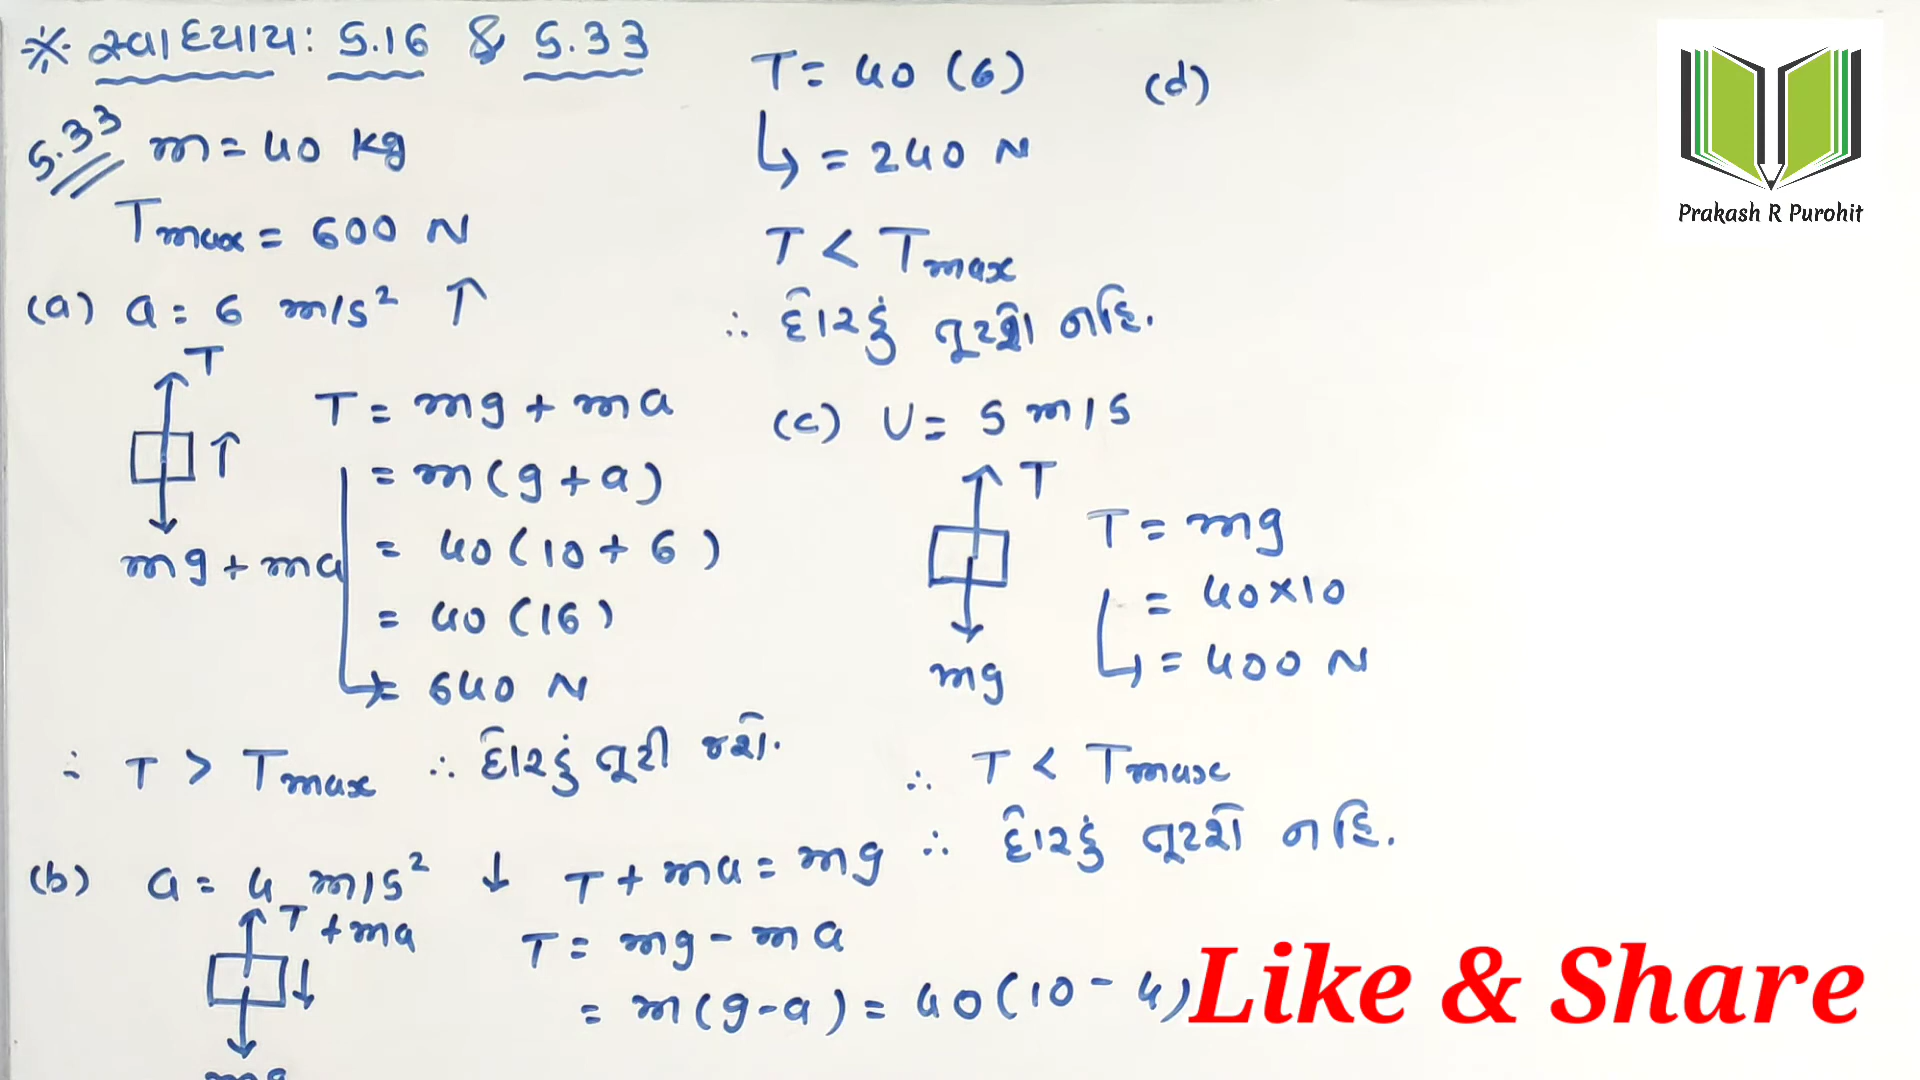 ※ સ્વાધ્યાય: 5.16 & 5.33
5.33 m = 40 kg
Tmax = 600 N
(a) a = 6 m/s² ↑
T
↑
mg + ma
T = mg + ma
= m(g + a)
= 40(10 + 6)
= 40(16)
= 640 N
∴ T > Tmax ∴ દોરડું તૂટી જશે.
(b) a = 4 m/s² ↓
T + ma
↓
mg
T + ma = mg
T = mg - ma
= m(g-a) = 40(10 - 4)
T = 40 (6)
= 240 N
T < Tmax
∴ દોરડું તૂટશે નહિ.
(c) v = 5 m/s
T
mg
T = mg
= 40×10
= 400 N
∴ T < Tmax
∴ દોરડું તૂટશે નહિ.
(d)
Prakash R Purohit
Like & Share